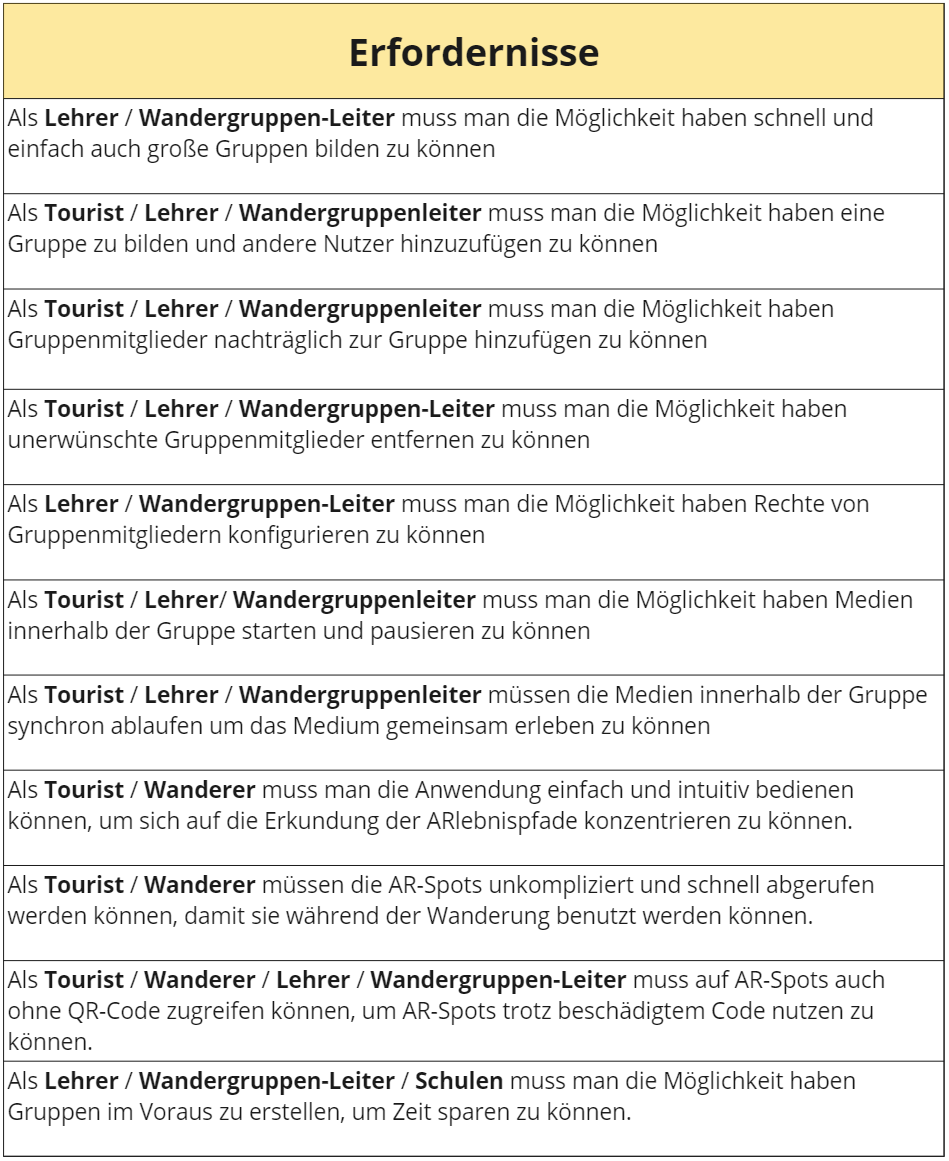 Erfordernisse
Als Lehrer / Wandergruppen-Leiter muss man die Möglichkeit haben schnell und
einfach auch große Gruppen bilden zu können
Als Tourist / Lehrer / Wandergruppenleiter muss man die Möglichkeit haben eine
Gruppe zu bilden und andere Nutzer hinzuzufügen zu können
Als Tourist / Lehrer / Wandergruppenleiter muss man die Möglichkeit haben
Gruppenmitglieder nachträglich zur Gruppe hinzufügen zu können
Als Tourist / Lehrer / Wandergruppen-Leiter muss man die Möglichkeit haben
unerwünschte Gruppenmitglieder entfernen zu können
Als Lehrer / Wandergruppen-Leiter muss man die Möglichkeit haben Rechte von
Gruppenmitgliedern konfigurieren zu können
Als Tourist / Lehrer/ Wandergruppenleiter muss man die Möglichkeit haben Medien
innerhalb der Gruppe starten und pausieren zu können
Als Tourist / Lehrer / Wandergruppenleiter müssen die Medien innerhalb der Gruppe
synchron ablaufen um das Medium gemeinsam erleben zu können
Als Tourist / Wanderer muss man die Anwendung einfach und intuitiv bedienen
können, um sich auf die Erkundung der ARlebnispfade konzentrieren zu können.
Als Tourist / Wanderer müssen die AR-Spots unkompliziert und schnell abgerufen
werden können, damit sie während der Wanderung benutzt werden können.
Als Tourist / Wanderer / Lehrer / Wandergruppen-Leiter muss auf AR-Spots auch
ohne QR-Code zugreifen können, um AR-Spots trotz beschädigtem Code nutzen zu
können.
Als Lehrer / Wandergruppen-Leiter / Schulen muss man die Möglichkeit haben
Gruppen im Voraus zu erstellen, um Zeit sparen zu können.